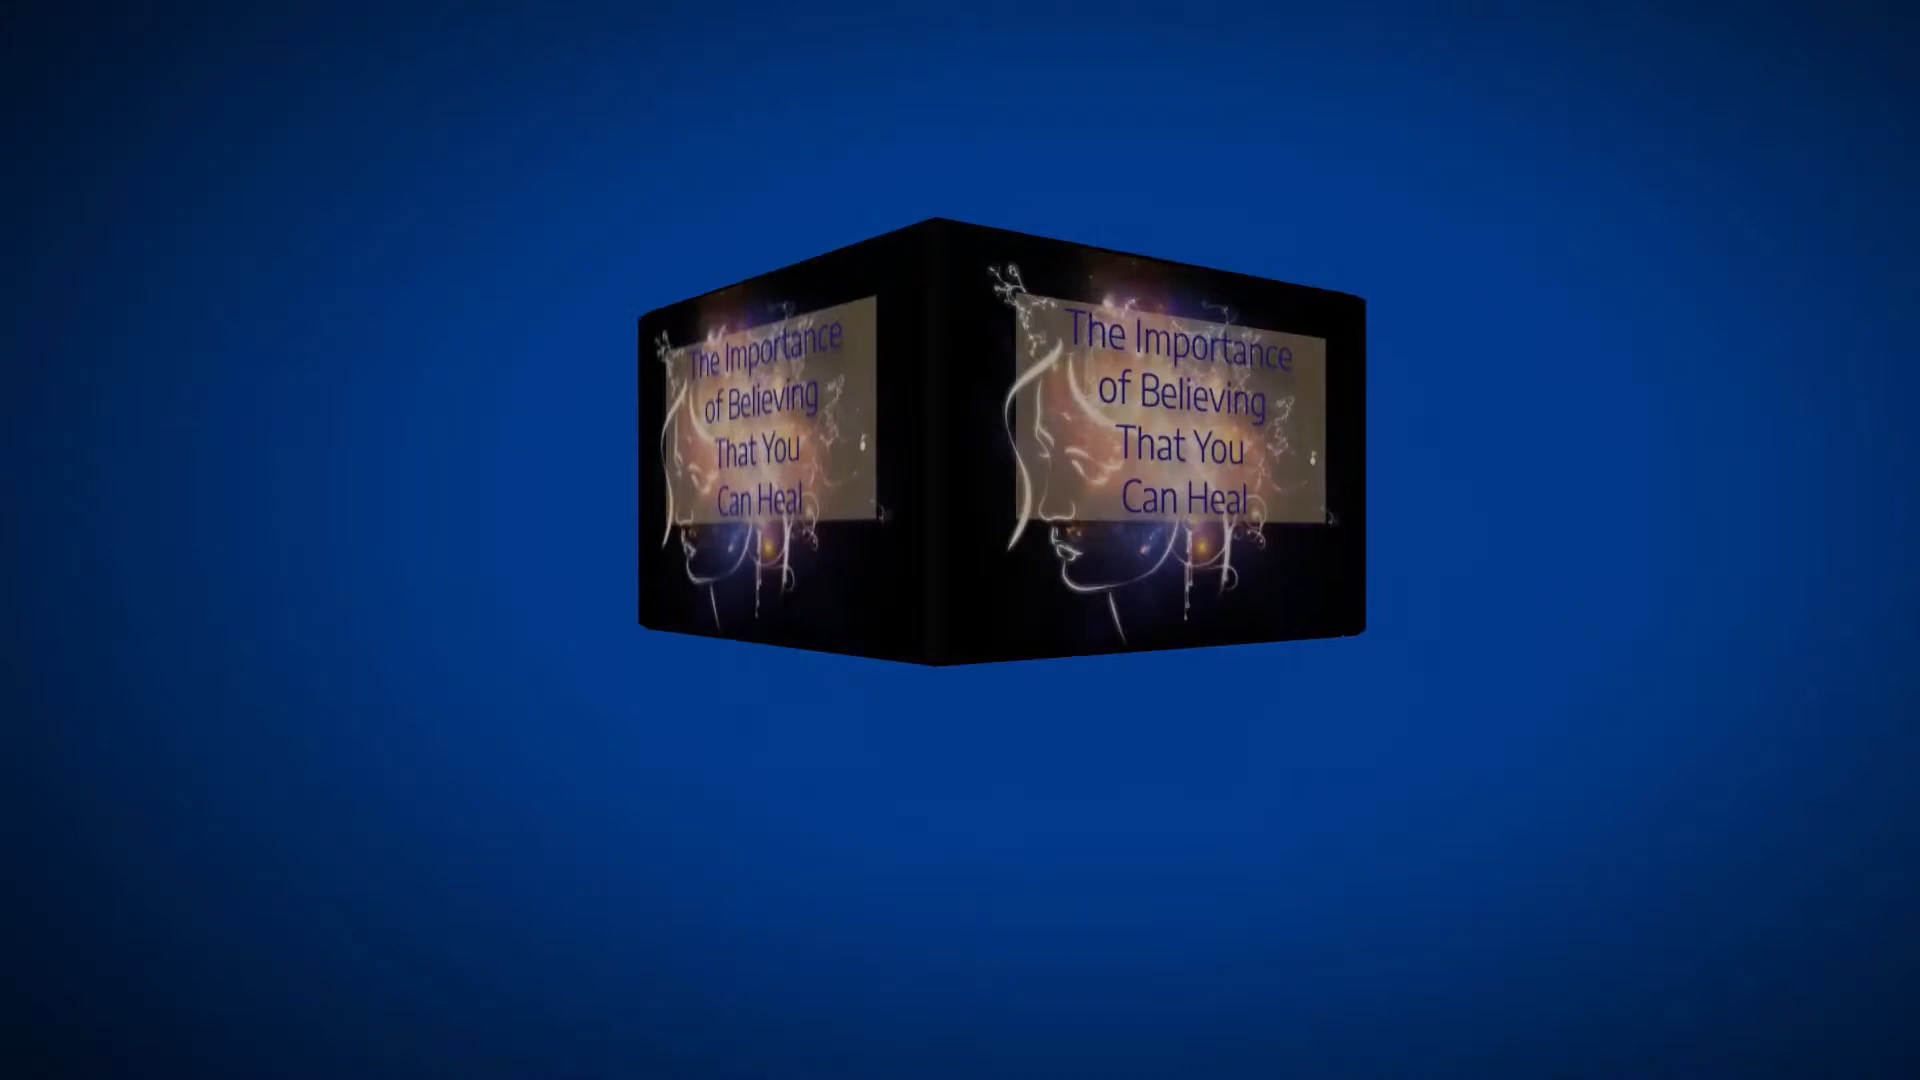 The Importance
of Believing
That You
Can Heal
The Importance
of Believing
That You
Can Heal